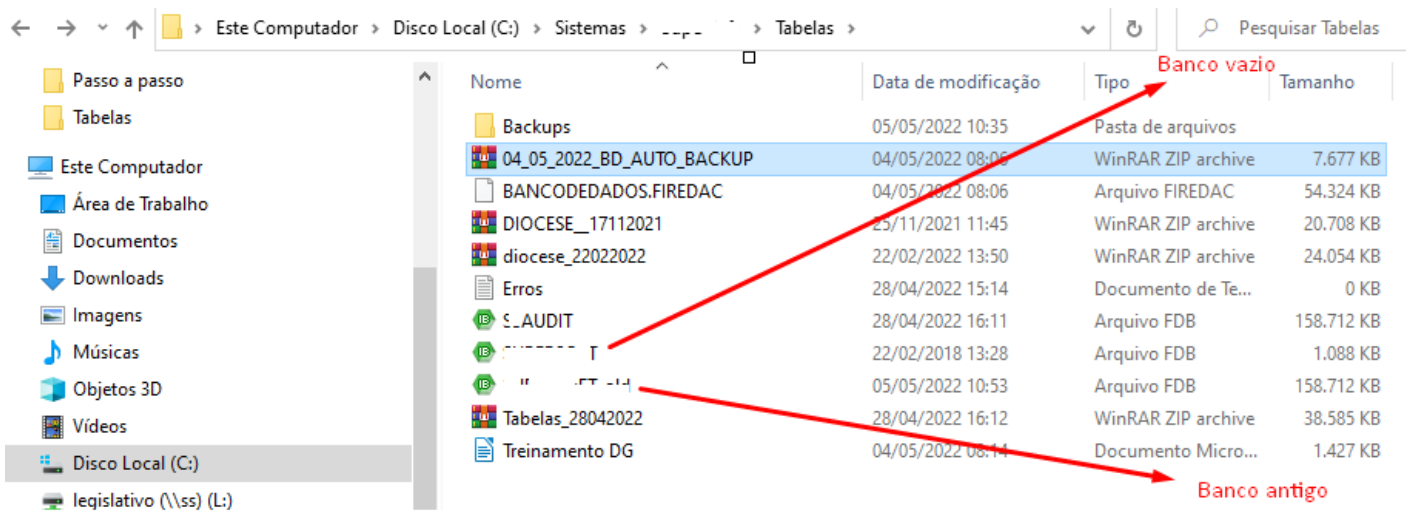 Este Computador > Disco Local (C:) > Sistemas > > Tabelas > Pesquisar Tabelas
Banco vazio
Passo a passo
Tabelas
Este Computador
Área de Trabalho
Documentos
Downloads
Imagens
Músicas
Objetos 3D
Vídeos
Disco Local (C:)
legislativo (\\ss) (L:)
Nome Data de modificação Tipo Tamanho
Backups 05/05/2022 10:35 Pasta de arquivos
04_05_2022_BD_AUTO_BACKUP 04/05/2022 08:06 WinRAR ZIP archive 7.677 KB
BANCODEDADOS.FIREDAC 04/05/2022 08:06 Arquivo FIREDAC 54.324 KB
DIOCESE__17112021 25/11/2021 11:45 WinRAR ZIP archive 20.708 KB
diocese_22022022 22/02/2022 13:50 WinRAR ZIP archive 24.054 KB
Erros 28/04/2022 15:14 Documento de Te... 0 KB
AUDIT 28/04/2022 16:11 Arquivo FDB 158.712 KB
22/02/2018 13:28 Arquivo FDB 1.088 KB
05/05/2022 10:53 Arquivo FDB 158.712 KB
Tabelas_28042022 28/04/2022 16:12 WinRAR ZIP archive 38.585 KB
Treinamento DG 04/05/2022 08:14 Documento Micro... 1.427 KB
Banco antigo